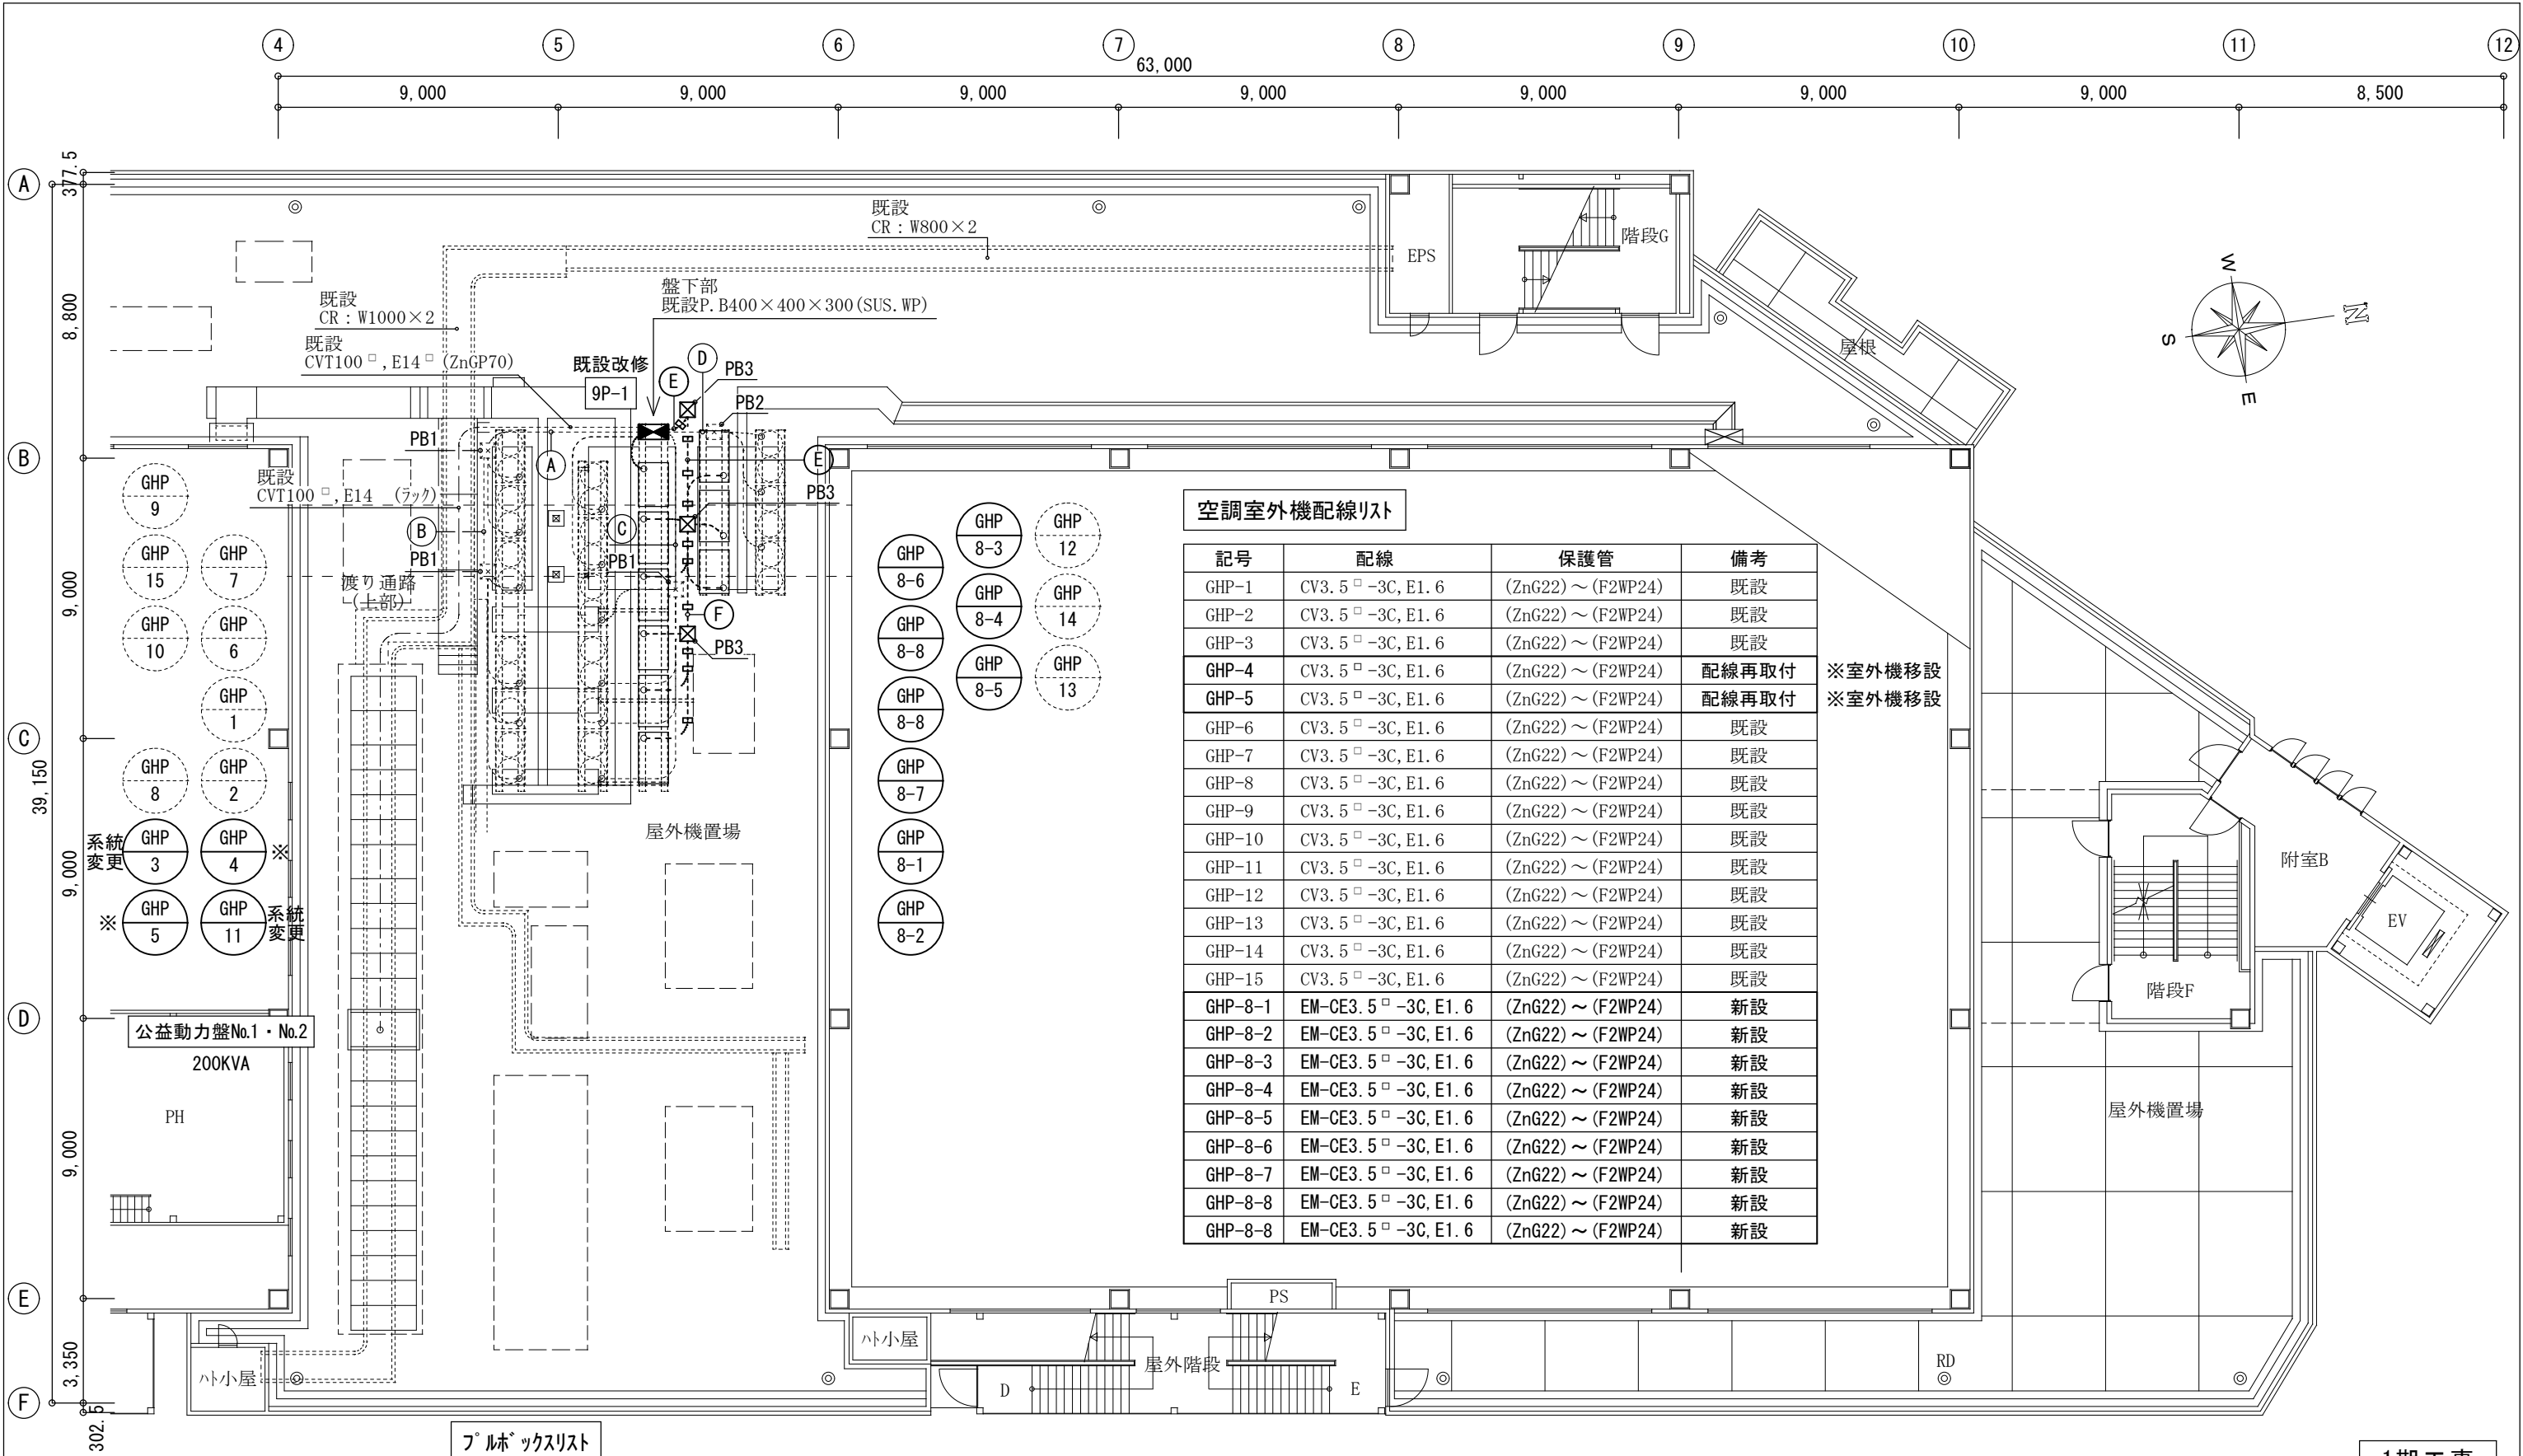 4 5 6 7 8 9 10 11 12
63,000
9,000 9,000 9,000 9,000 9,000 9,000 9,000 8,500
A
B
C
D
E
F
377.5
8,800
9,000
9,000
9,000
3,350
302.5
39,150
既設
CR：W800×2
EPS
階段G
屋根
W
N
S
E
盤下部
既設P.B400×400×300(SUS.WP)
既設
CR：W1000×2
既設
CVT100□,E14□(ZnGP70)
既設改修
9P-1
E
D
PB3
PB2
PB1
A
E
PB3
既設
CVT100□,E14 (ラック)
B
C
PB1
PB1
渡り通路
(上部)
F
PB3
GHP
9
GHP
15
GHP
7
GHP
10
GHP
6
GHP
1
GHP
8
GHP
2
系統
変更
GHP
3
GHP
4
※
※
GHP
5
GHP
11
系統
変更
屋外機置場
公益動力盤No.1・No.2
200KVA
PH
GHP
8-3
GHP
12
GHP
8-6
GHP
8-4
GHP
14
GHP
8-8
GHP
8-5
GHP
13
GHP
8-8
GHP
8-7
GHP
8-1
GHP
8-2
空調室外機配線リスト
記号 配線 保護管 備考
GHP-1 CV3.5□-3C,E1.6 (ZnG22)～(F2WP24) 既設
GHP-2 CV3.5□-3C,E1.6 (ZnG22)～(F2WP24) 既設
GHP-3 CV3.5□-3C,E1.6 (ZnG22)～(F2WP24) 既設
GHP-4 CV3.5□-3C,E1.6 (ZnG22)～(F2WP24) 配線再取付 ※室外機移設
GHP-5 CV3.5□-3C,E1.6 (ZnG22)～(F2WP24) 配線再取付 ※室外機移設
GHP-6 CV3.5□-3C,E1.6 (ZnG22)～(F2WP24) 既設
GHP-7 CV3.5□-3C,E1.6 (ZnG22)～(F2WP24) 既設
GHP-8 CV3.5□-3C,E1.6 (ZnG22)～(F2WP24) 既設
GHP-9 CV3.5□-3C,E1.6 (ZnG22)～(F2WP24) 既設
GHP-10 CV3.5□-3C,E1.6 (ZnG22)～(F2WP24) 既設
GHP-11 CV3.5□-3C,E1.6 (ZnG22)～(F2WP24) 既設
GHP-12 CV3.5□-3C,E1.6 (ZnG22)～(F2WP24) 既設
GHP-13 CV3.5□-3C,E1.6 (ZnG22)～(F2WP24) 既設
GHP-14 CV3.5□-3C,E1.6 (ZnG22)～(F2WP24) 既設
GHP-15 CV3.5□-3C,E1.6 (ZnG22)～(F2WP24) 既設
GHP-8-1 EM-CE3.5□-3C,E1.6 (ZnG22)～(F2WP24) 新設
GHP-8-2 EM-CE3.5□-3C,E1.6 (ZnG22)～(F2WP24) 新設
GHP-8-3 EM-CE3.5□-3C,E1.6 (ZnG22)～(F2WP24) 新設
GHP-8-4 EM-CE3.5□-3C,E1.6 (ZnG22)～(F2WP24) 新設
GHP-8-5 EM-CE3.5□-3C,E1.6 (ZnG22)～(F2WP24) 新設
GHP-8-6 EM-CE3.5□-3C,E1.6 (ZnG22)～(F2WP24) 新設
GHP-8-7 EM-CE3.5□-3C,E1.6 (ZnG22)～(F2WP24) 新設
GHP-8-8 EM-CE3.5□-3C,E1.6 (ZnG22)～(F2WP24) 新設
GHP-8-8 EM-CE3.5□-3C,E1.6 (ZnG22)～(F2WP24) 新設
附室B
EV
階段F
屋外機置場
PS
ハト小屋
ハト小屋
屋外階段
D
E
RD
プルボックスリスト
1期工事